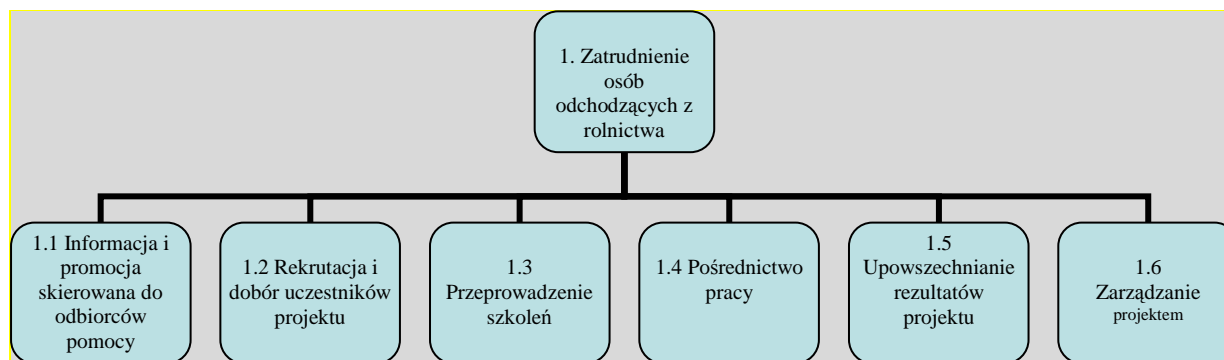 1. Zatrudnienie
osób
odchodzących z
rolnictwa
1.1 Informacja i
promocja
skierowana do
odbiorców
pomocy
1.2 Rekrutacja i
dobór uczestników
projektu
1.3
Przeprowadzenie
szkoleń
1.4 Pośrednictwo
pracy
1.5
Upowszechnianie
rezultatów
projektu
1.6
Zarządzanie
projektem